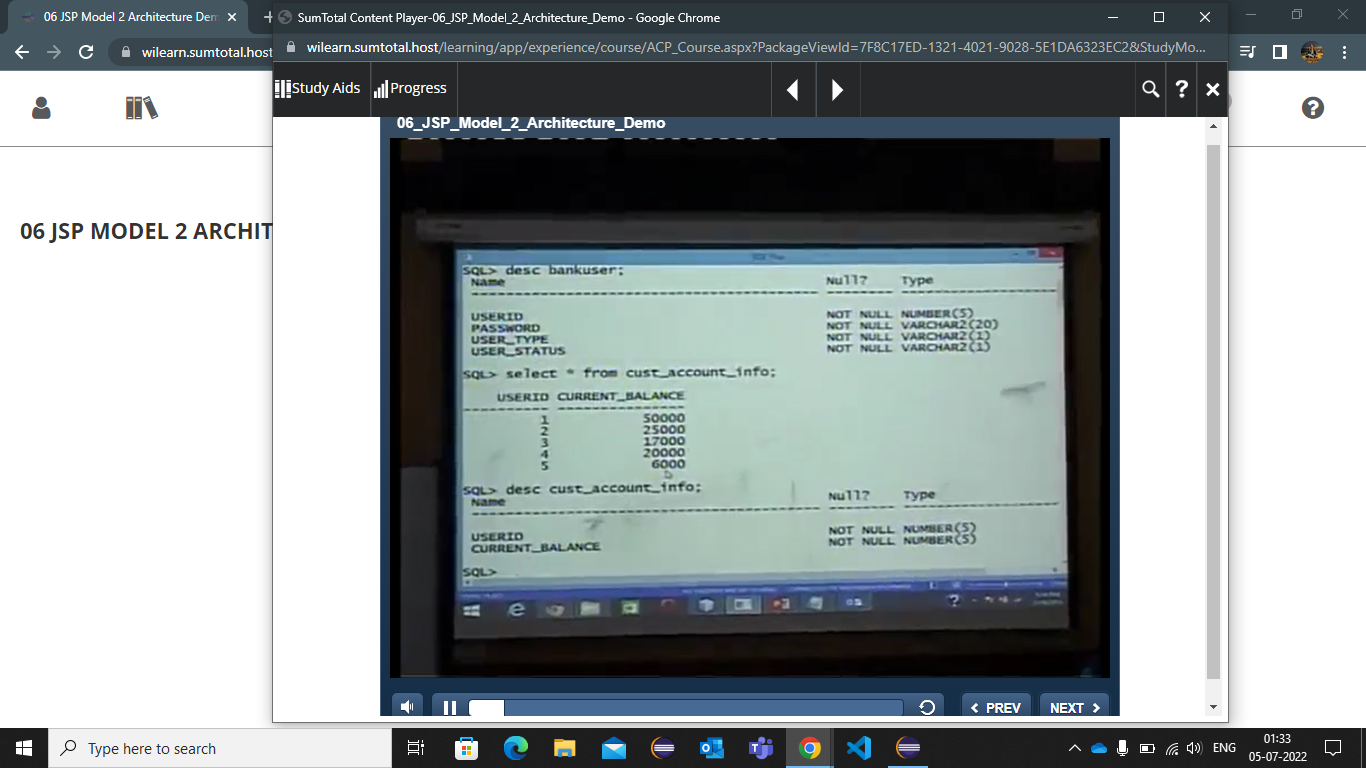 06 JSP Model 2 Architecture Dem
SumTotal Content Player-06_JSP_Model_2_Architecture_Demo - Google Chrome
wilearn.sumtotal.host
wilearn.sumtotal.host/learning/app/experience/course/ACP_Course.aspx?PackageViewId=7F8C17ED-1321-4021-9028-5E1DA6323EC2&StudyMo...
Study Aids Progress
06 JSP MODEL 2 ARCHIT
06_JSP_Model_2_Architecture_Demo
SQL> desc bankuser;
Name Null? Type
USERID NOT NULL NUMBER(5)
PASSWORD NOT NULL VARCHAR2(20)
USER_TYPE NOT NULL VARCHAR2(1)
USER_STATUS NOT NULL VARCHAR2(1)
SQL> select * from cust_account_info;
USERID CURRENT_BALANCE
1 50000
2 25000
3 17000
4 20000
5 6000
SQL> desc cust_account_info;
Name Null? Type
USERID NOT NULL NUMBER(5)
CURRENT_BALANCE NOT NULL NUMBER(5)
SQL>
PREV NEXT
Type here to search
ENG
01:33
05-07-2022